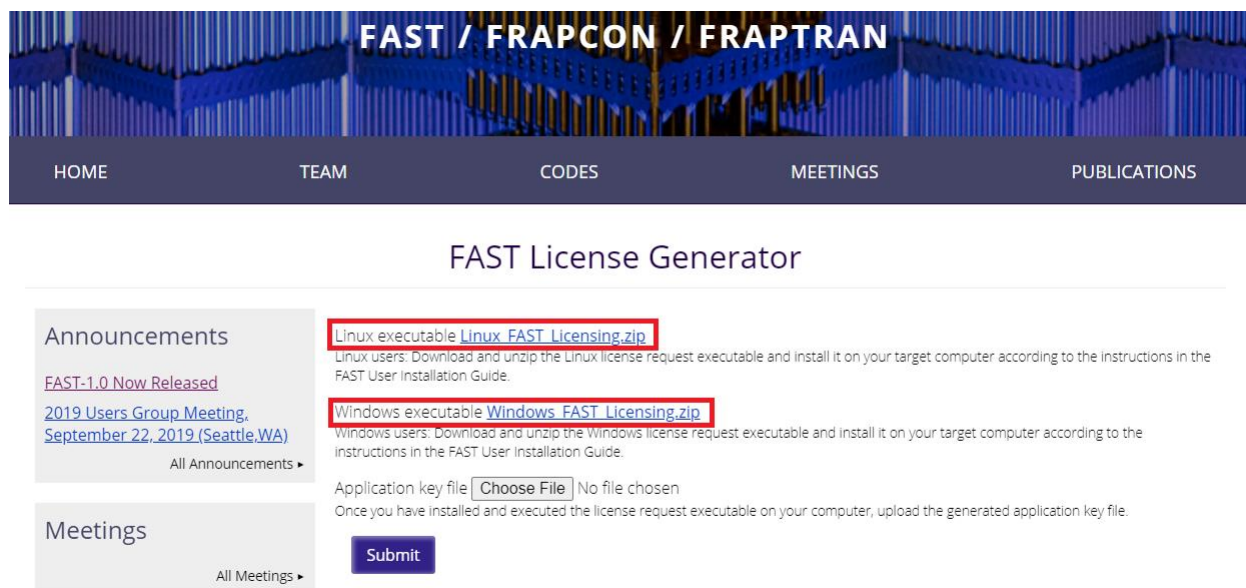 FAST / FRAPCON / FRAPTRAN
HOME TEAM CODES MEETINGS PUBLICATIONS
FAST License Generator
Announcements
FAST-1.0 Now Released
2019 Users Group Meeting,
September 22, 2019 (Seattle,WA)
All Announcements ▸
Meetings
All Meetings ▸
Linux executable Linux_FAST_Licensing.zip
Linux users: Download and unzip the Linux license request executable and install it on your target computer according to the instructions in the
FAST User Installation Guide.
Windows executable Windows_FAST_Licensing.zip
Windows users: Download and unzip the Windows license request executable and install it on your target computer according to the
instructions in the FAST User Installation Guide.
Application key file Choose File No file chosen
Once you have installed and executed the license request executable on your computer, upload the generated application key file.
Submit